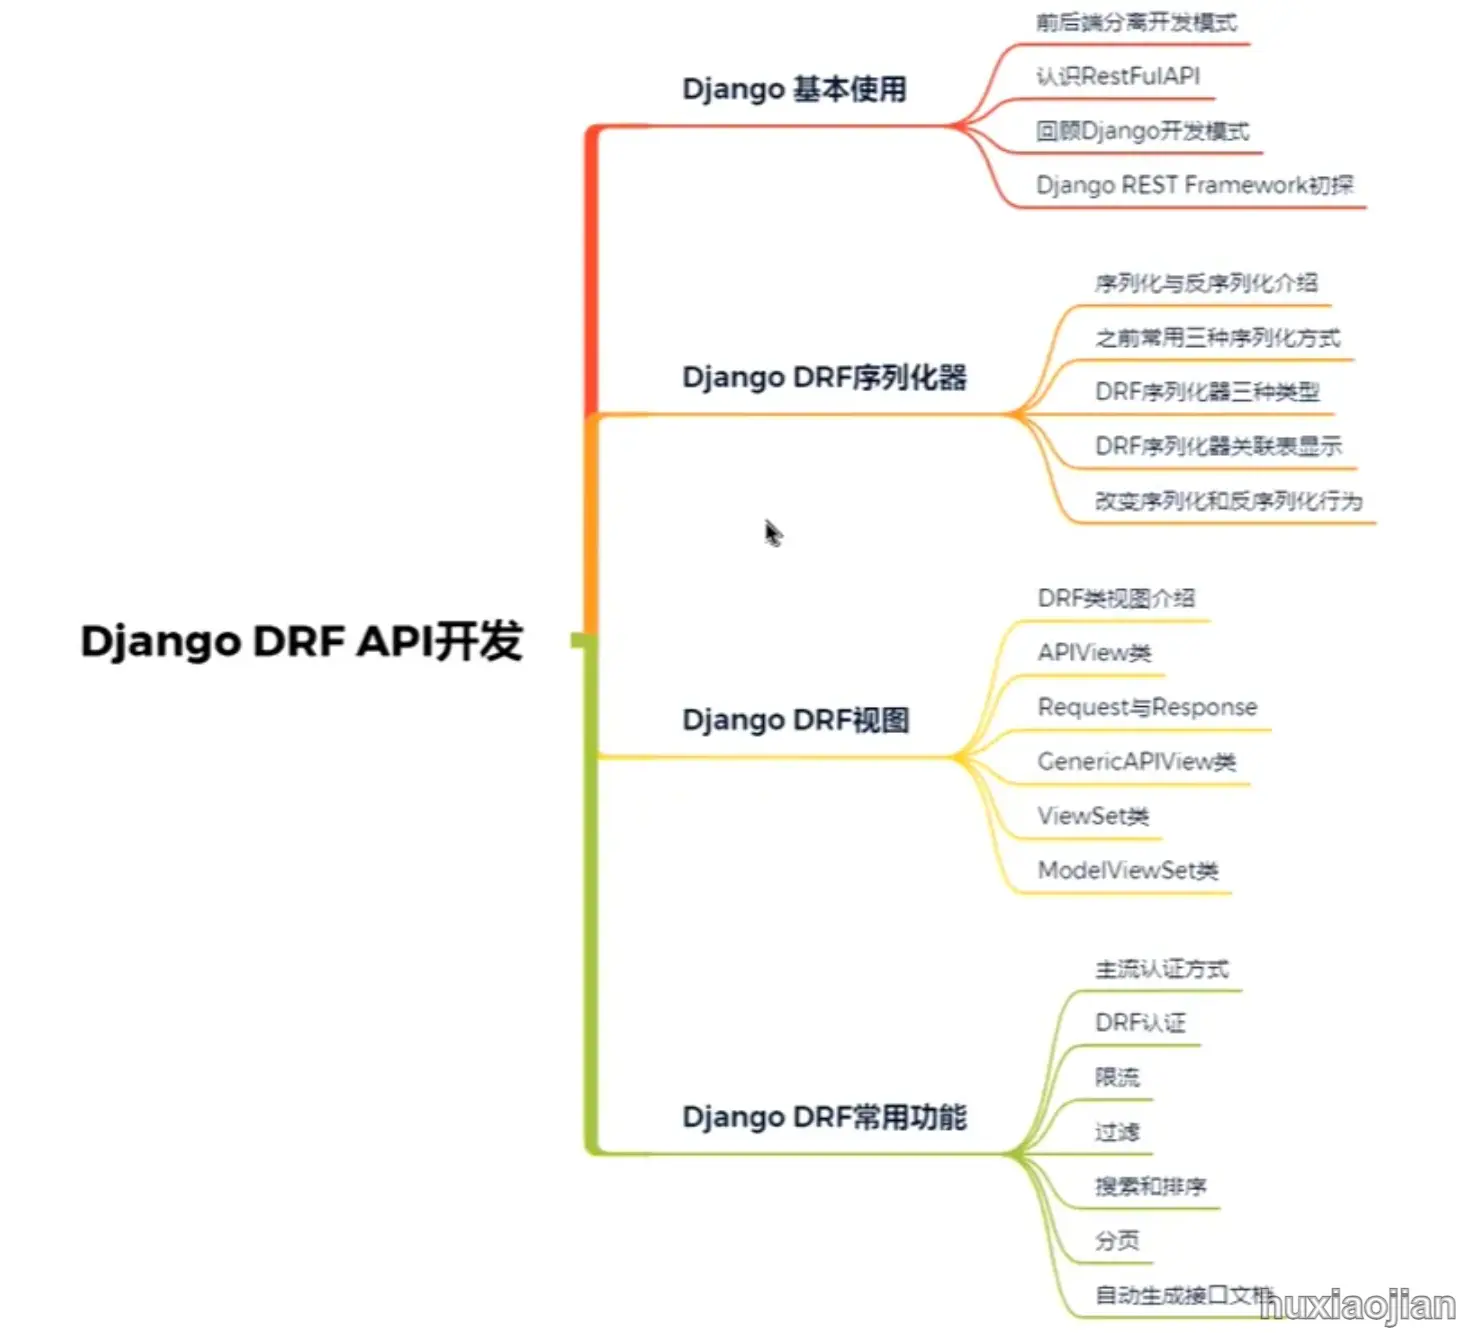 Django DRF API开发
Django 基本使用
前后端分离开发模式
认识RestFulAPI
回顾Django开发模式
Django REST Framework初探
Django DRF序列化器
序列化与反序列化介绍
之前常用三种序列化方式
DRF序列化器三种类型
DRF序列化器关联表显示
改变序列化和反序列化行为
Django DRF视图
DRF类视图介绍
APIView类
Request与Response
GenericAPIView类
ViewSet类
ModelViewSet类
Django DRF常用功能
主流认证方式
DRF认证
限流
过滤
搜索和排序
分页
自动生成接口文档
huxiaojian